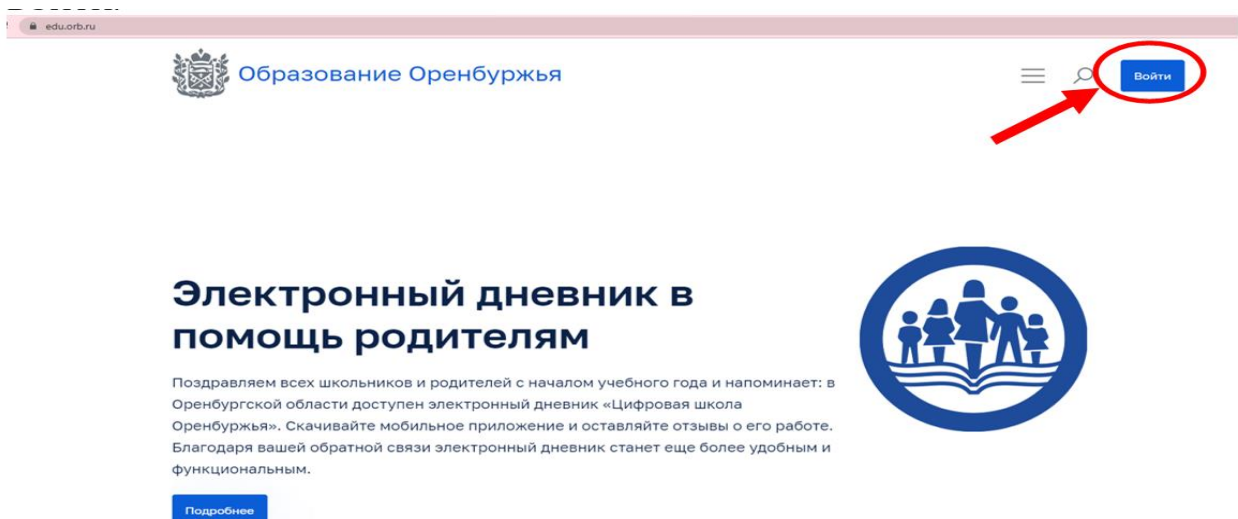 edu.orb.ru
Образование Оренбуржья
Войти
Электронный дневник в
помощь родителям
Поздравляем всех школьников и родителей с началом учебного года и напоминает: в
Оренбургской области доступен электронный дневник «Цифровая школа
Оренбуржья». Скачивайте мобильное приложение и оставляйте отзывы о его работе.
Благодаря вашей обратной связи электронный дневник станет еще более удобным и
функциональным.
Подробнее